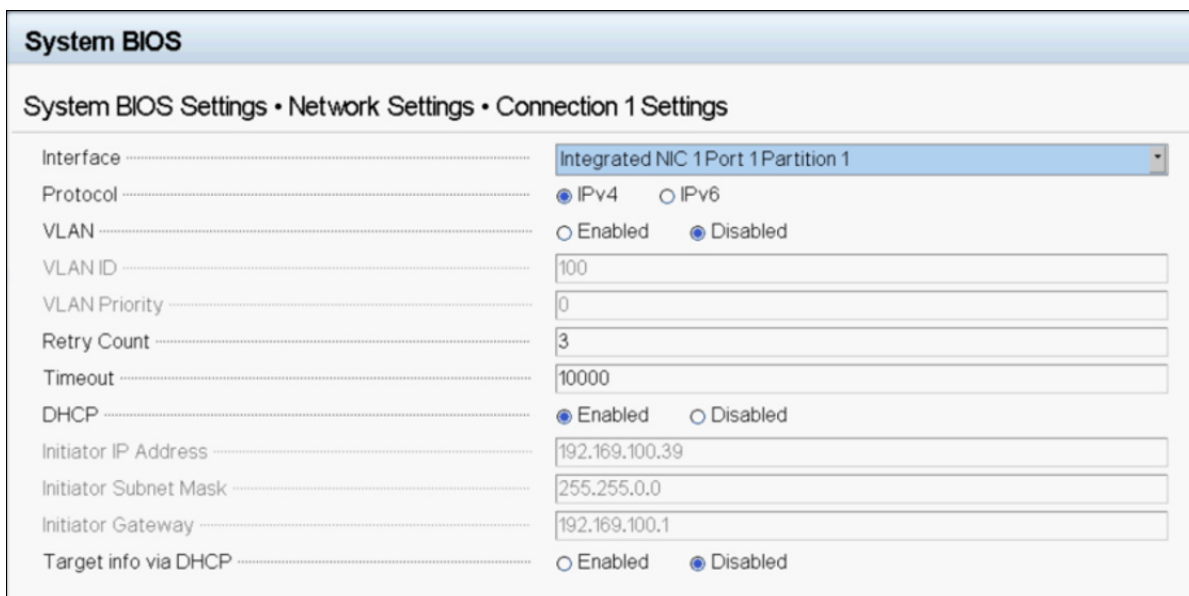 System BIOS
System BIOS Settings • Network Settings • Connection 1 Settings
Interface Integrated NIC 1 Port 1 Partition 1
Protocol IPv4 IPv6
VLAN Enabled Disabled
VLAN ID 100
VLAN Priority 0
Retry Count 3
Timeout 10000
DHCP Enabled Disabled
Initiator IP Address 192.169.100.39
Initiator Subnet Mask 255.255.0.0
Initiator Gateway 192.169.100.1
Target info via DHCP Enabled Disabled